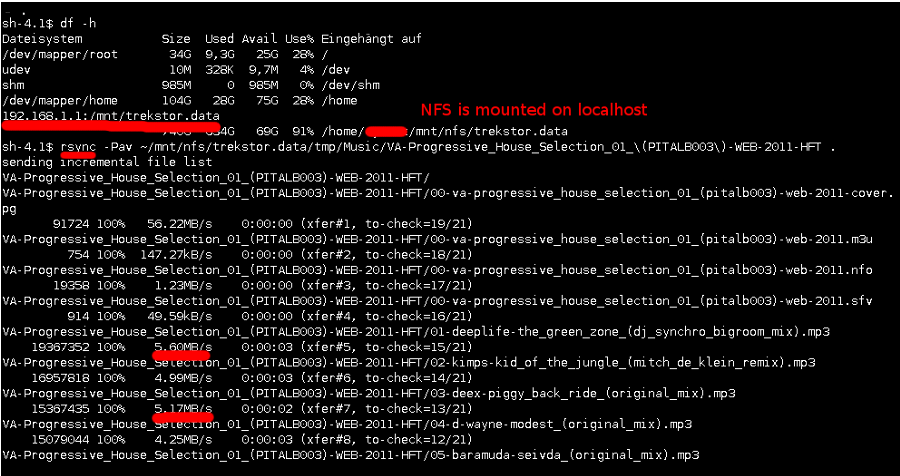 sh-4.1$ df -h
Dateisystem Size Used Avail Use% Eingehängt auf
/dev/mapper/root 34G 9,3G 25G 28% /
udev 10M 328K 9,7M 4% /dev
shm 985M 0 985M 0% /dev/shm
/dev/mapper/home 104G 28G 75G 28% /home
NFS is mounted on localhost
192.168.1.1:/mnt/trekstor.data
69G 91% /home/ /mnt/nfs/trekstor.data
sh-4.1$ rsync -Pav ~/mnt/nfs/trekstor.data/tmp/Music/VA-Progressive_House_Selection_01_\(PITALB003\)-WEB-2011-HFT .
sending incremental file list
VA-Progressive_House_Selection_01_(PITALB003)-WEB-2011-HFT/
VA-Progressive_House_Selection_01_(PITALB003)-WEB-2011-HFT/00-va-progressive_house_selection_01_(pitalb003)-web-2011-cover.
pg
91724 100% 56.22MB/s 0:00:00 (xfer#1, to-check=19/21)
VA-Progressive_House_Selection_01_(PITALB003)-WEB-2011-HFT/00-va-progressive_house_selection_01_(pitalb003)-web-2011.m3u
754 100% 147.27kB/s 0:00:00 (xfer#2, to-check=18/21)
VA-Progressive_House_Selection_01_(PITALB003)-WEB-2011-HFT/00-va-progressive_house_selection_01_(pitalb003)-web-2011.nfo
19358 100% 1.23MB/s 0:00:00 (xfer#3, to-check=17/21)
VA-Progressive_House_Selection_01_(PITALB003)-WEB-2011-HFT/00-va-progressive_house_selection_01_(pitalb003)-web-2011.sfv
914 100% 49.59kB/s 0:00:00 (xfer#4, to-check=16/21)
VA-Progressive_House_Selection_01_(PITALB003)-WEB-2011-HFT/01-deeplife-the_green_zone_(dj_synchro_bigroom_mix).mp3
19367352 100% 5.60MB/s 0:00:03 (xfer#5, to-check=15/21)
VA-Progressive_House_Selection_01_(PITALB003)-WEB-2011-HFT/02-kimps-kid_of_the_jungle_(mitch_de_klein_remix).mp3
16957818 100% 4.99MB/s 0:00:03 (xfer#6, to-check=14/21)
VA-Progressive_House_Selection_01_(PITALB003)-WEB-2011-HFT/03-deex-piggy_back_ride_(original_mix).mp3
15367435 100% 5.17MB/s 0:00:02 (xfer#7, to-check=13/21)
VA-Progressive_House_Selection_01_(PITALB003)-WEB-2011-HFT/04-d-wayne-modest_(original_mix).mp3
15079044 100% 4.25MB/s 0:00:03 (xfer#8, to-check=12/21)
VA-Progressive_House_Selection_01_(PITALB003)-WEB-2011-HFT/05-baramuda-seivda_(original_mix).mp3